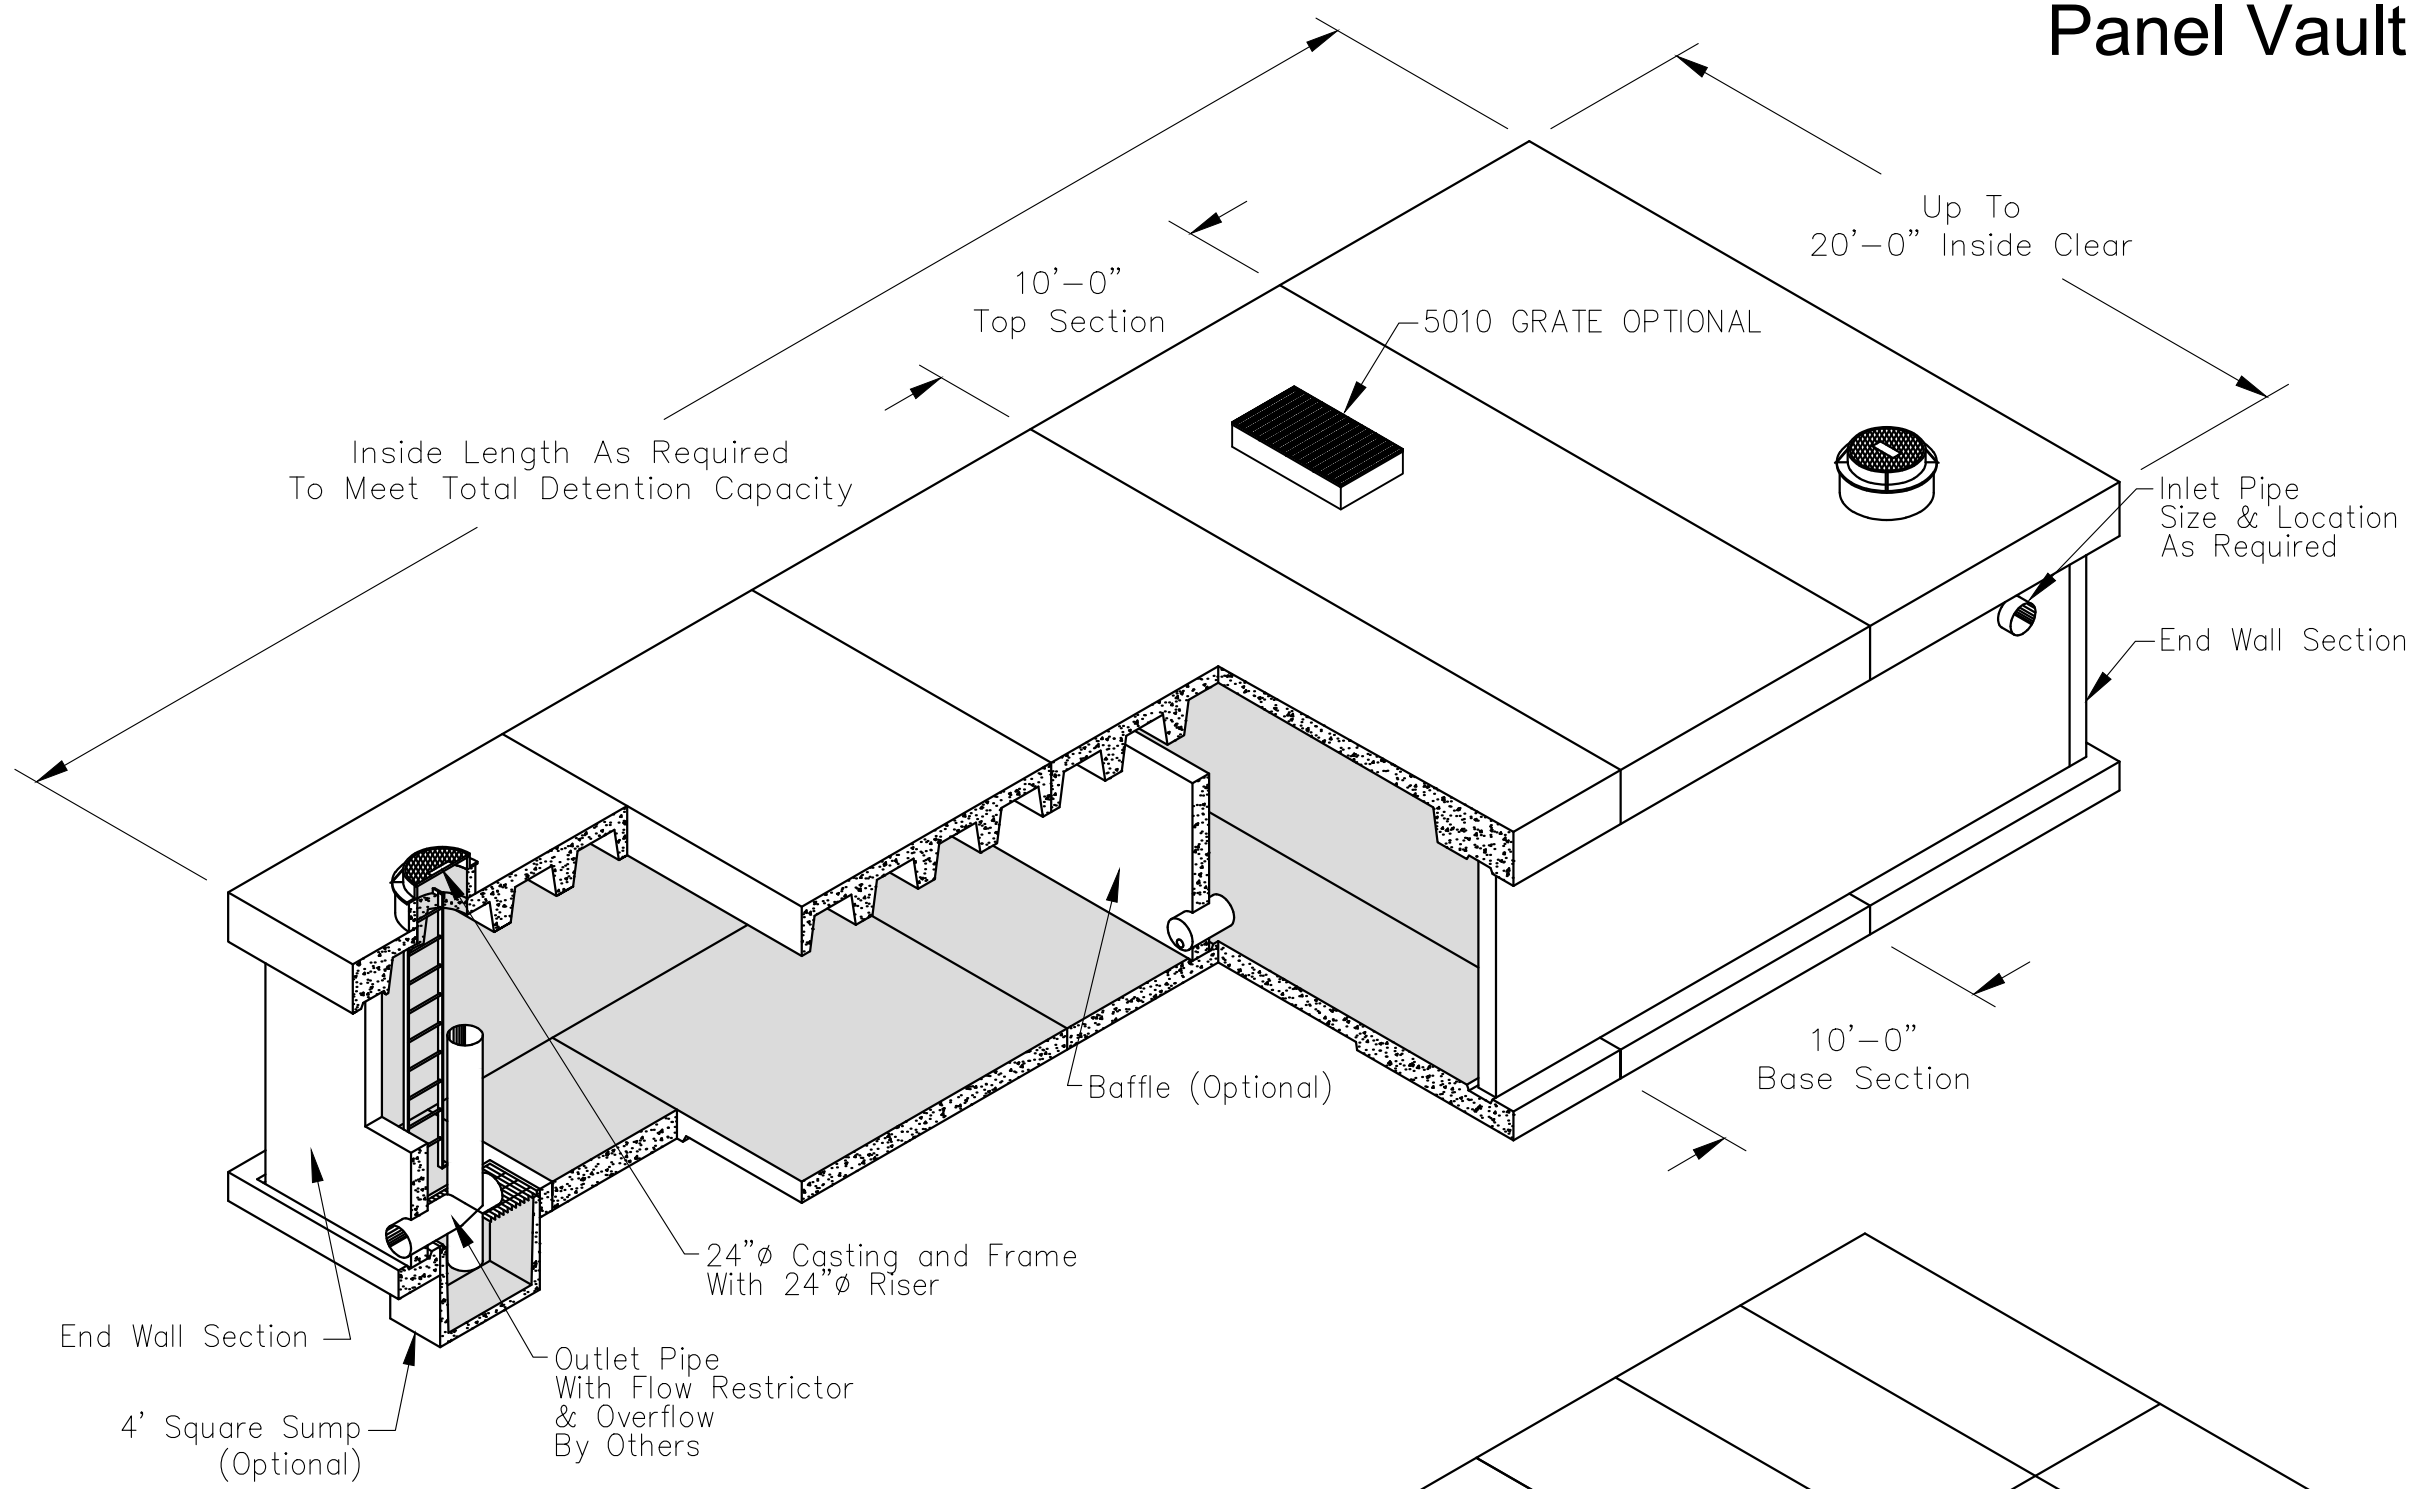 Panel Vault
Up To
20'-0" Inside Clear
10'-0"
Top Section
5010 GRATE OPTIONAL
Inside Length As Required
To Meet Total Detention Capacity
Inlet Pipe
Size & Location
As Required
End Wall Section
10'-0"
Base Section
Baffle (Optional)
24"ø Casting and Frame
With 24"ø Riser
End Wall Section
Outlet Pipe
With Flow Restrictor
& Overflow
By Others
4' Square Sump
(Optional)